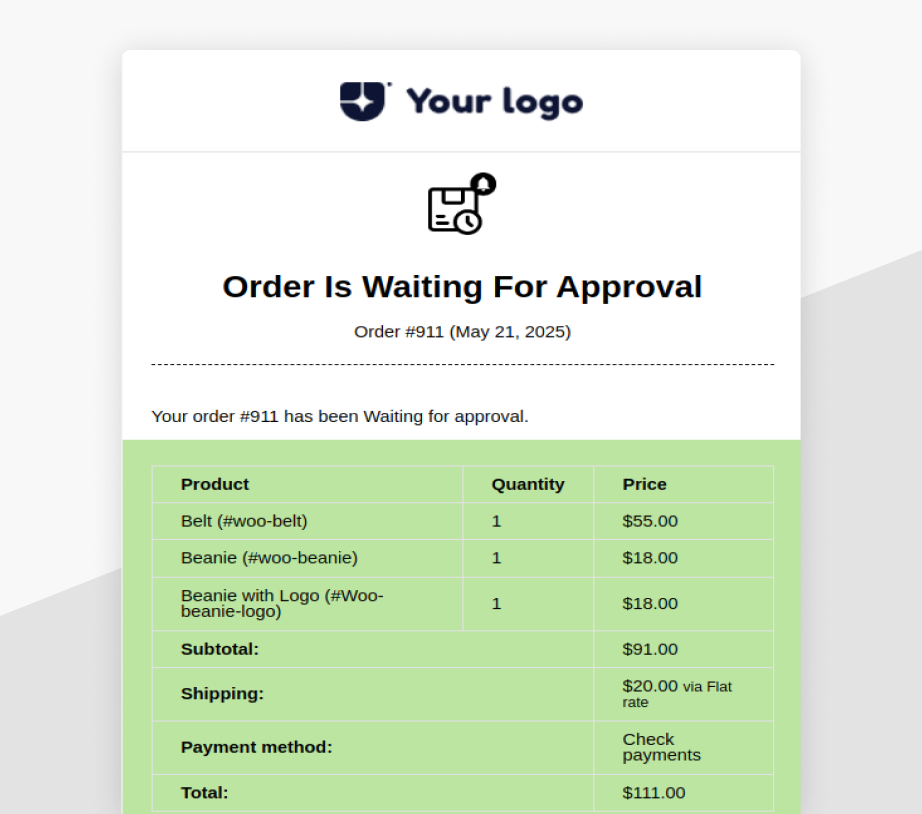 Your logo
Order Is Waiting For Approval
Order #911 (May 21, 2025)
Your order #911 has been Waiting for approval.
Product Quantity Price
Belt (#woo-belt) 1 $55.00
Beanie (#woo-beanie) 1 $18.00
Beanie with Logo (#Woo-
beanie-logo) 1 $18.00
Subtotal: $91.00
Shipping: $20.00 via Flat
rate
Payment method: Check
payments
Total: $111.00